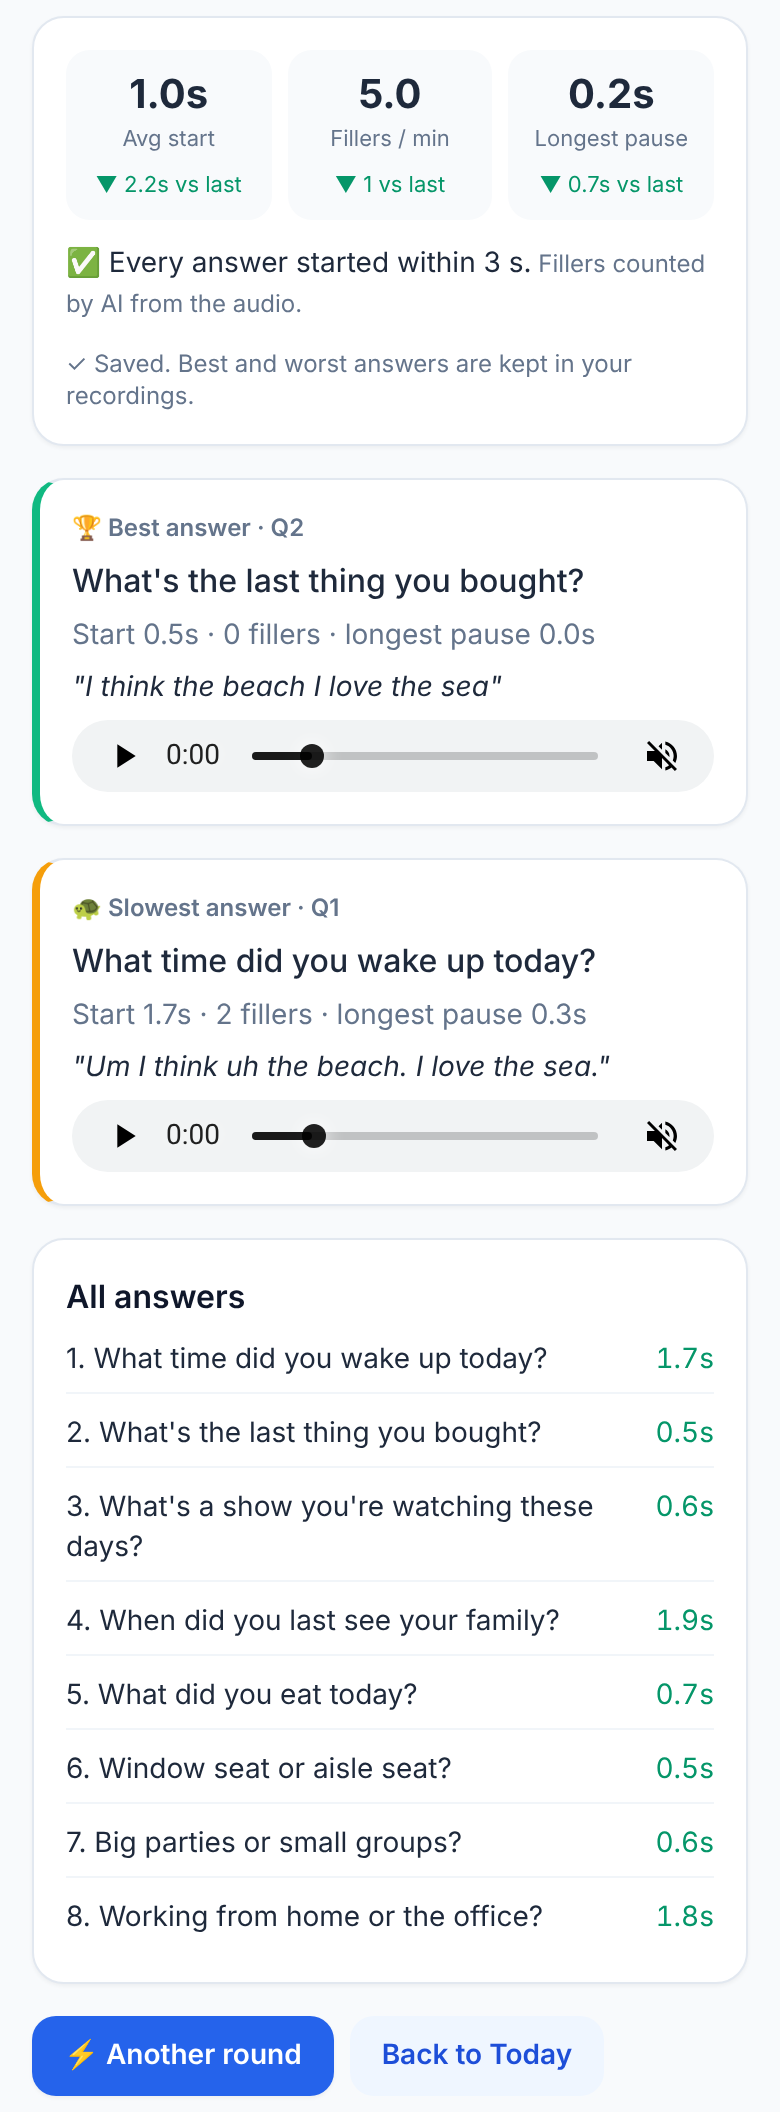 1.0s
Avg start
▼ 2.2s vs last
5.0
Fillers / min
▼ 1 vs last
0.2s
Longest pause
▼ 0.7s vs last
✅ Every answer started within 3 s. Fillers counted
by AI from the audio.
✓ Saved. Best and worst answers are kept in your
recordings.
🏆 Best answer · Q2
What's the last thing you bought?
Start 0.5s · 0 fillers · longest pause 0.0s
"I think the beach I love the sea"
0:00
🐢 Slowest answer · Q1
What time did you wake up today?
Start 1.7s · 2 fillers · longest pause 0.3s
"Um I think uh the beach. I love the sea."
0:00
All answers
1. What time did you wake up today? 1.7s
2. What's the last thing you bought? 0.5s
3. What's a show you're watching these 0.6s
days?
4. When did you last see your family? 1.9s
5. What did you eat today? 0.7s
6. Window seat or aisle seat? 0.5s
7. Big parties or small groups? 0.6s
8. Working from home or the office? 1.8s
⚡ Another round
Back to Today